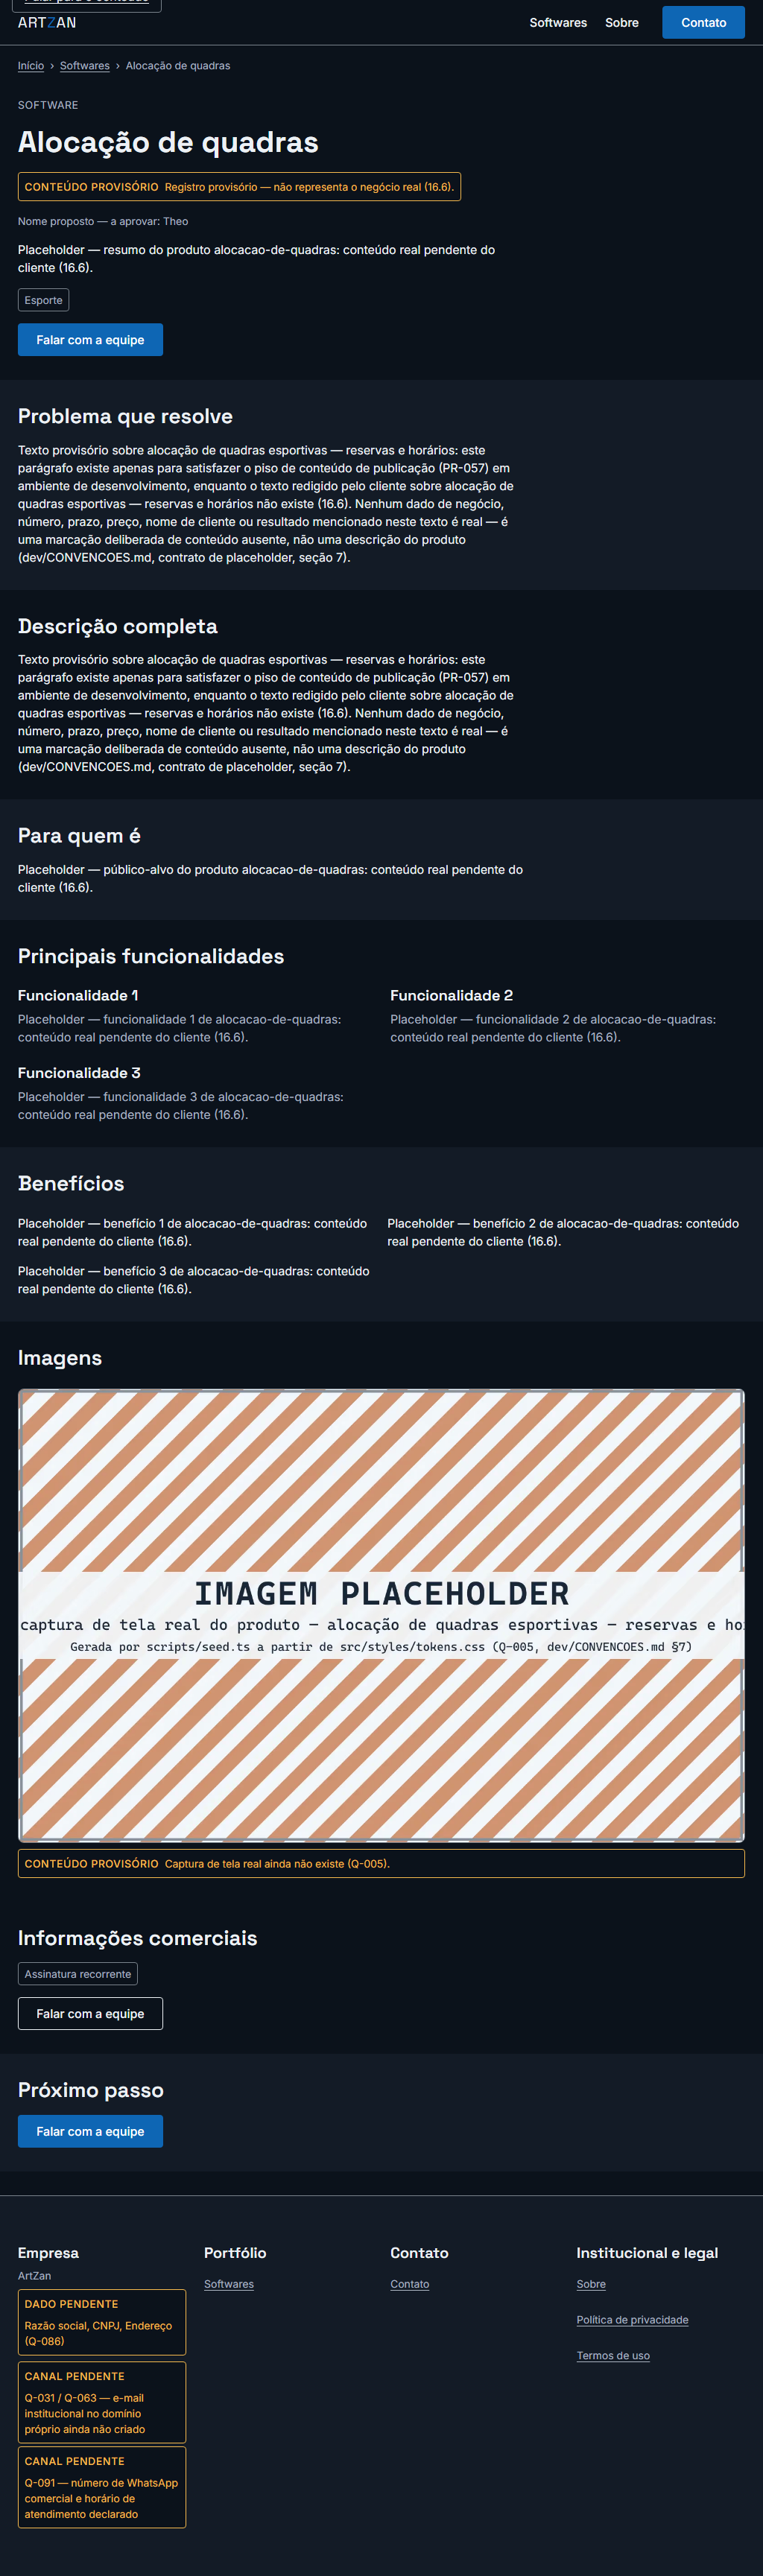 ARTZAN
Softwares
Sobre
Contato
Início › Softwares › Alocação de quadras
SOFTWARE
Alocação de quadras
CONTEÚDO PROVISÓRIO Registro provisório — não representa o negócio real (16.6).
Nome proposto — a aprovar: Theo
Placeholder — resumo do produto alocacao-de-quadras: conteúdo real pendente do
cliente (16.6).
Esporte
Falar com a equipe
Problema que resolve
Texto provisório sobre alocação de quadras esportivas — reservas e horários: este
parágrafo existe apenas para satisfazer o piso de conteúdo de publicação (PR-057) em
ambiente de desenvolvimento, enquanto o texto redigido pelo cliente sobre alocação de
quadras esportivas — reservas e horários não existe (16.6). Nenhum dado de negócio,
número, prazo, preço, nome de cliente ou resultado mencionado neste texto é real — é
uma marcação deliberada de conteúdo ausente, não uma descrição do produto
(dev/CONVENCOES.md, contrato de placeholder, seção 7).
Descrição completa
Texto provisório sobre alocação de quadras esportivas — reservas e horários: este
parágrafo existe apenas para satisfazer o piso de conteúdo de publicação (PR-057) em
ambiente de desenvolvimento, enquanto o texto redigido pelo cliente sobre alocação de
quadras esportivas — reservas e horários não existe (16.6). Nenhum dado de negócio,
número, prazo, preço, nome de cliente ou resultado mencionado neste texto é real — é
uma marcação deliberada de conteúdo ausente, não uma descrição do produto
(dev/CONVENCOES.md, contrato de placeholder, seção 7).
Para quem é
Placeholder — público-alvo do produto alocacao-de-quadras: conteúdo real pendente do
cliente (16.6).
Principais funcionalidades
Funcionalidade 1
Placeholder — funcionalidade 1 de alocacao-de-quadras:
conteúdo real pendente do cliente (16.6).
Funcionalidade 2
Placeholder — funcionalidade 2 de alocacao-de-quadras:
conteúdo real pendente do cliente (16.6).
Funcionalidade 3
Placeholder — funcionalidade 3 de alocacao-de-quadras:
conteúdo real pendente do cliente (16.6).
Benefícios
Placeholder — benefício 1 de alocacao-de-quadras: conteúdo
real pendente do cliente (16.6).
Placeholder — benefício 2 de alocacao-de-quadras: conteúdo
real pendente do cliente (16.6).
Placeholder — benefício 3 de alocacao-de-quadras: conteúdo
real pendente do cliente (16.6).
Imagens
IMAGEM PLACEHOLDER
captura de tela real do produto — alocação de quadras esportivas — reservas e
Gerada por scripts/seed.ts a partir de src/styles/tokens.css (Q-005, dev/CONVENCOES.md §7)
CONTEÚDO PROVISÓRIO Captura de tela real ainda não existe (Q-005).
Informações comerciais
Assinatura recorrente
Falar com a equipe
Próximo passo
Falar com a equipe
Empresa
ArtZan
DADO PENDENTE
Razão social, CNPJ, Endereço
(Q-086)
CANAL PENDENTE
Q-031 / Q-063 — e-mail
institucional no domínio
próprio ainda não criado
CANAL PENDENTE
Q-091 — número de WhatsApp
comercial e horário de
atendimento declarado
Portfólio
Softwares
Contato
Contato
Institucional e legal
Sobre
Política de privacidade
Termos de uso